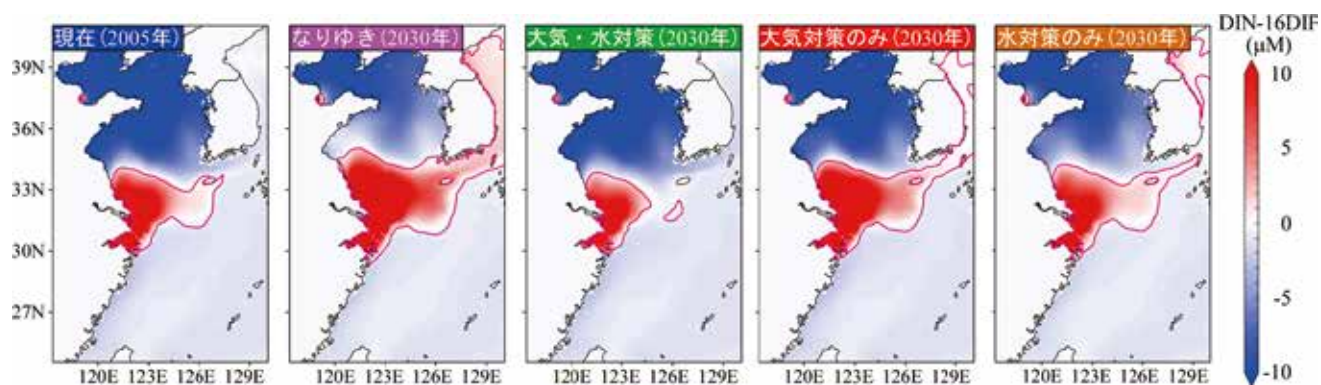 現在(2005年)
なりゆき(2030年)
大気・水対策(2030年)
大気対策のみ(2030年)
水対策のみ(2030年)
DIN-16DIF
(μM)
39N
36N
33N
30N
27N
120E 123E 126E 129E
120E 123E 126E 129E
120E 123E 126E 129E
120E 123E 126E 129E
120E 123E 126E 129E
10
5
0
-5
-10